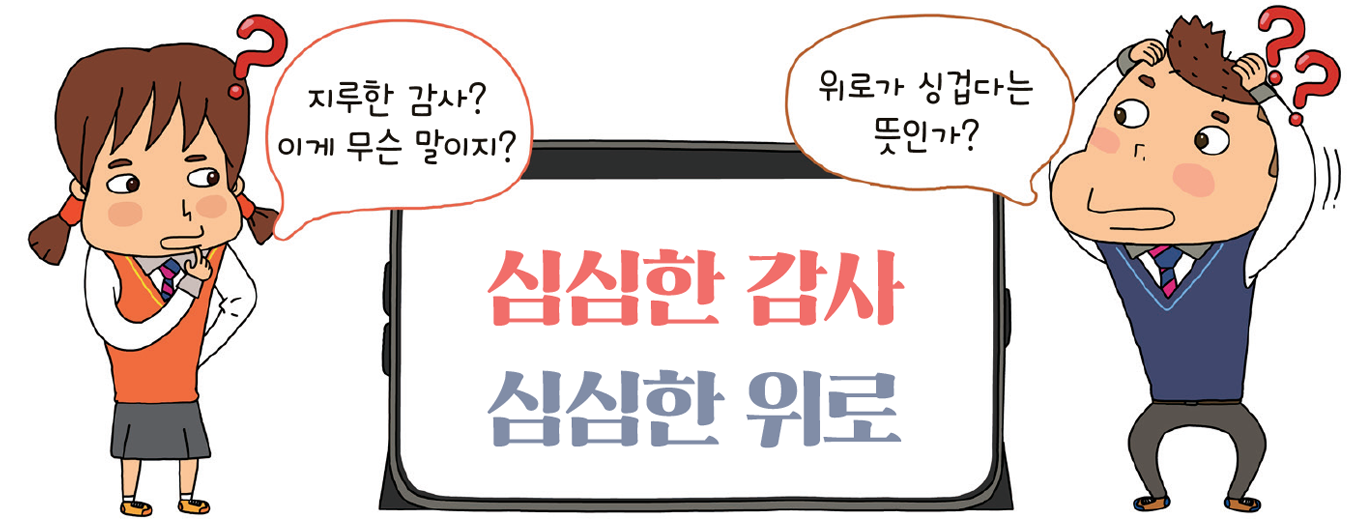 지루한 감사?
이게 무슨 말이지?
위로가 싱겁다는
뜻인가?
심심한 감사
심심한 위로